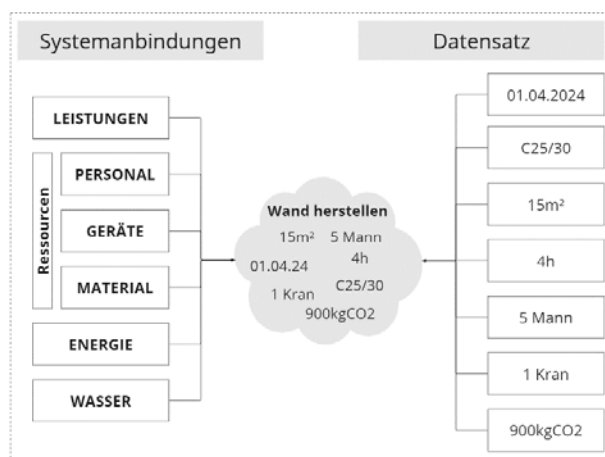 Systemanbindungen
Datensatz
LEISTUNGEN
Ressourcen
PERSONAL
GERÄTE
MATERIAL
ENERGIE
WASSER
Wand herstellen
15m² 5 Mann
4h
01.04.24
C25/30
1 Kran
900kgCO2
01.04.2024
C25/30
15m²
4h
5 Mann
1 Kran
900kgCO2